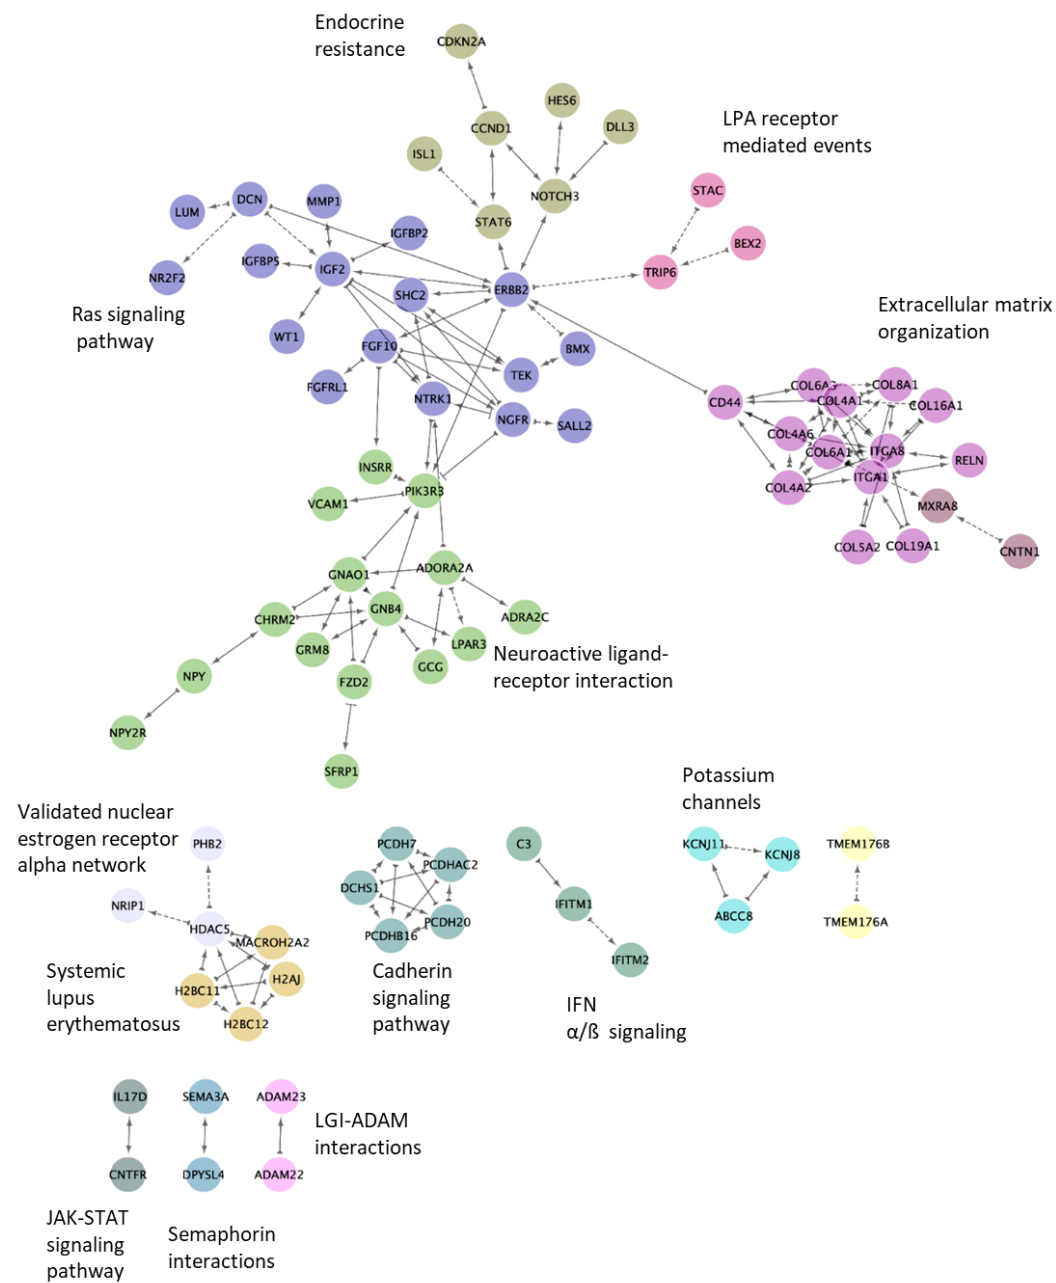 Endocrine
resistance
CDKN2A
HES6
DLL3
CCND1
ISL1
NOTCH3
STAT6
LPA receptor
mediated events
STAC
BEX2
TRIP6
LUM
DCN
MMP1
IGFBP2
IGFBP5
IGF2
NR2F2
SHC2
ERBB2
Ras signaling
pathway
WT1
FGF10
BMX
TEK
FGFRL1
NTRK1
NGFR
SALL2
Extracellular matrix
organization
CD44
COL6A3
COL8A1
COL4A1
COL16A1
COL4A6
COL6A1
ITGA8
RELN
ITGA1
COL4A2
MXRA8
COL5A2
COL19A1
CNTN1
INSRR
PIK3R3
VCAM1
GNAO1
ADORA2A
GNB4
CHRM2
ADRA2C
GRM8
LPAR3
GCG
NPY
FZD2
NPY2R
SFRP1
Neuroactive ligand-
receptor interaction
Validated nuclear
estrogen receptor
alpha network
PHB2
NRIP1
HDAC5
MACROH2A2
H2AJ
H2BC11
H2BC12
Systemic
lupus
erythematosus
PCDH7
PCDHAC2
DCHS1
PCDH20
PCDHB16
Cadherin
signaling
pathway
C3
IFITM1
IFITM2
IFN
α/ß signaling
Potassium
channels
KCNJ11
KCNJ8
ABCC8
TMEM176B
TMEM176A
IL17D
CNTFR
JAK-STAT
signaling
pathway
SEMA3A
DPYSL4
Semaphorin
interactions
ADAM23
ADAM22
LGI-ADAM
interactions